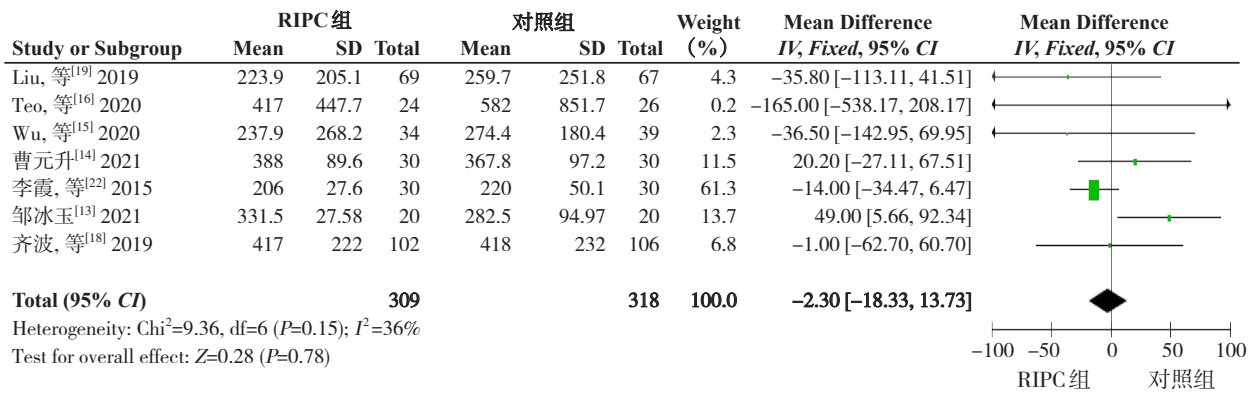 RIPC组 对照组 Weight Mean Difference Mean Difference
Study or Subgroup Mean SD Total Mean SD Total （%） IV, Fixed, 95% CI IV, Fixed, 95% CI
Liu, 等[19] 2019 223.9 205.1 69 259.7 251.8 67 4.3 −35.80 [−113.11, 41.51]
Teo, 等[16] 2020 417 447.7 24 582 851.7 26 0.2 −165.00 [−538.17, 208.17]
Wu, 等[15] 2020 237.9 268.2 34 274.4 180.4 39 2.3 −36.50 [−142.95, 69.95]
曹元升[14] 2021 388 89.6 30 367.8 97.2 30 11.5 20.20 [−27.11, 67.51]
李霞, 等[22] 2015 206 27.6 30 220 50.1 30 61.3 −14.00 [−34.47, 6.47]
邹冰玉[13] 2021 331.5 27.58 20 282.5 94.97 20 13.7 49.00 [5.66, 92.34]
齐波, 等[18] 2019 417 222 102 418 232 106 6.8 −1.00 [−62.70, 60.70]
Total (95% CI) 309 318 100.0 −2.30 [−18.33, 13.73]
Heterogeneity: Chi²=9.36, df=6 (P=0.15); I²=36%
Test for overall effect: Z=0.28 (P=0.78)
−100 −50 0 50 100
RIPC组 对照组